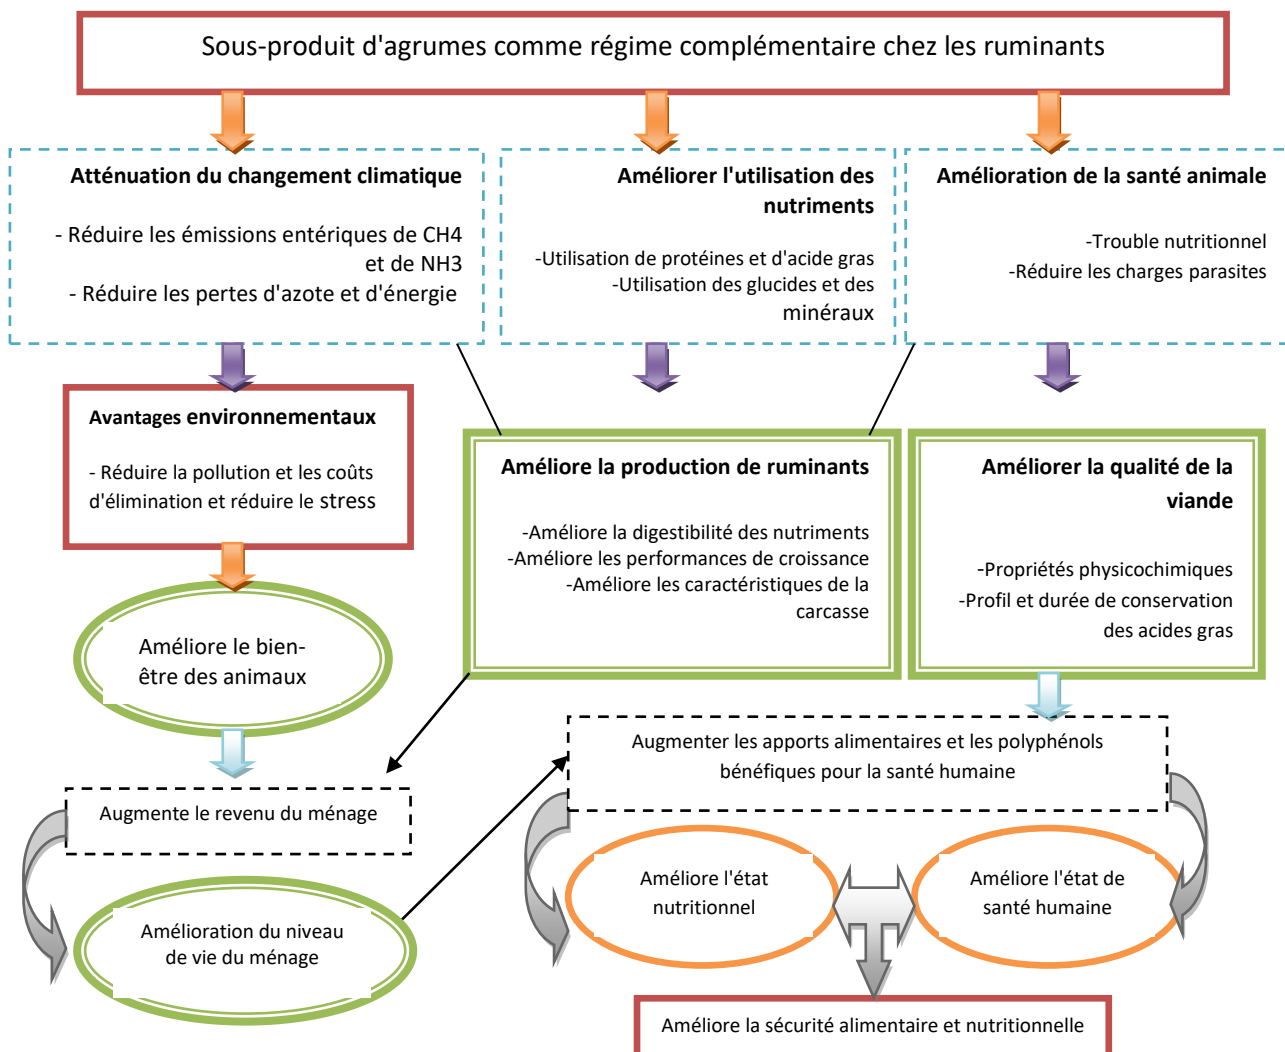 Sous-produit d'agrumes comme régime complémentaire chez les ruminants
Atténuation du changement climatique
- Réduire les émissions entériques de CH4
et de NH3
- Réduire les pertes d'azote et d'énergie
Améliorer l'utilisation des
nutriments
-Utilisation de protéines et d'acide gras
-Utilisation des glucides et des
minéraux
Amélioration de la santé animale
-Trouble nutritionnel
-Réduire les charges parasites
Avantages environnementaux
- Réduire la pollution et les coûts
d'élimination et réduire le stress
Améliore la production de ruminants
-Améliore la digestibilité des nutriments
-Améliore les performances de croissance
-Améliore les caractéristiques de la
carcasse
Améliorer la qualité de la
viande
-Propriétés physicochimiques
-Profil et durée de conservation
des acides gras
Améliore le bien-
être des animaux
Augmenter les apports alimentaires et les polyphénols
bénéfiques pour la santé humaine
Augmente le revenu du ménage
Améliore l'état
nutritionnel
Améliore l'état de
santé humaine
Amélioration du niveau
de vie du ménage
Améliore la sécurité alimentaire et nutritionnelle